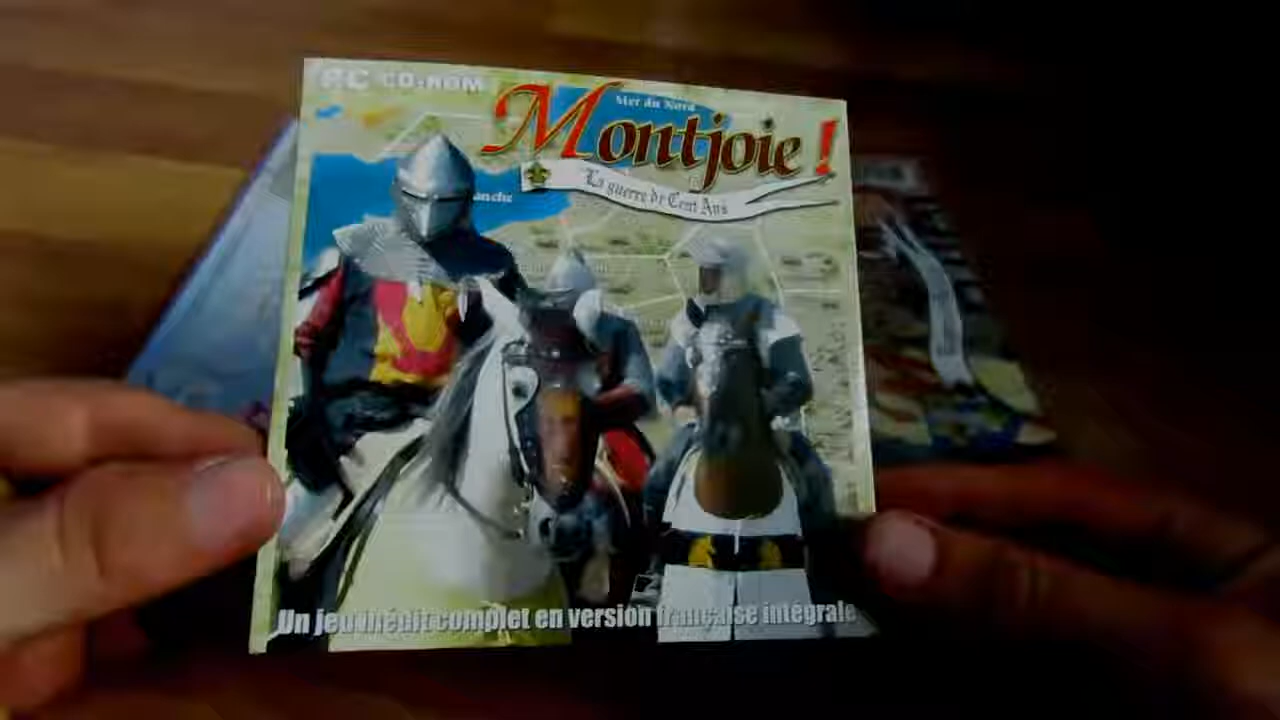 PC CD-ROM
Mer du Nord
Montjoie !
La guerre de Cent Ans
anche
Un jeu inédit complet en version française intégrale